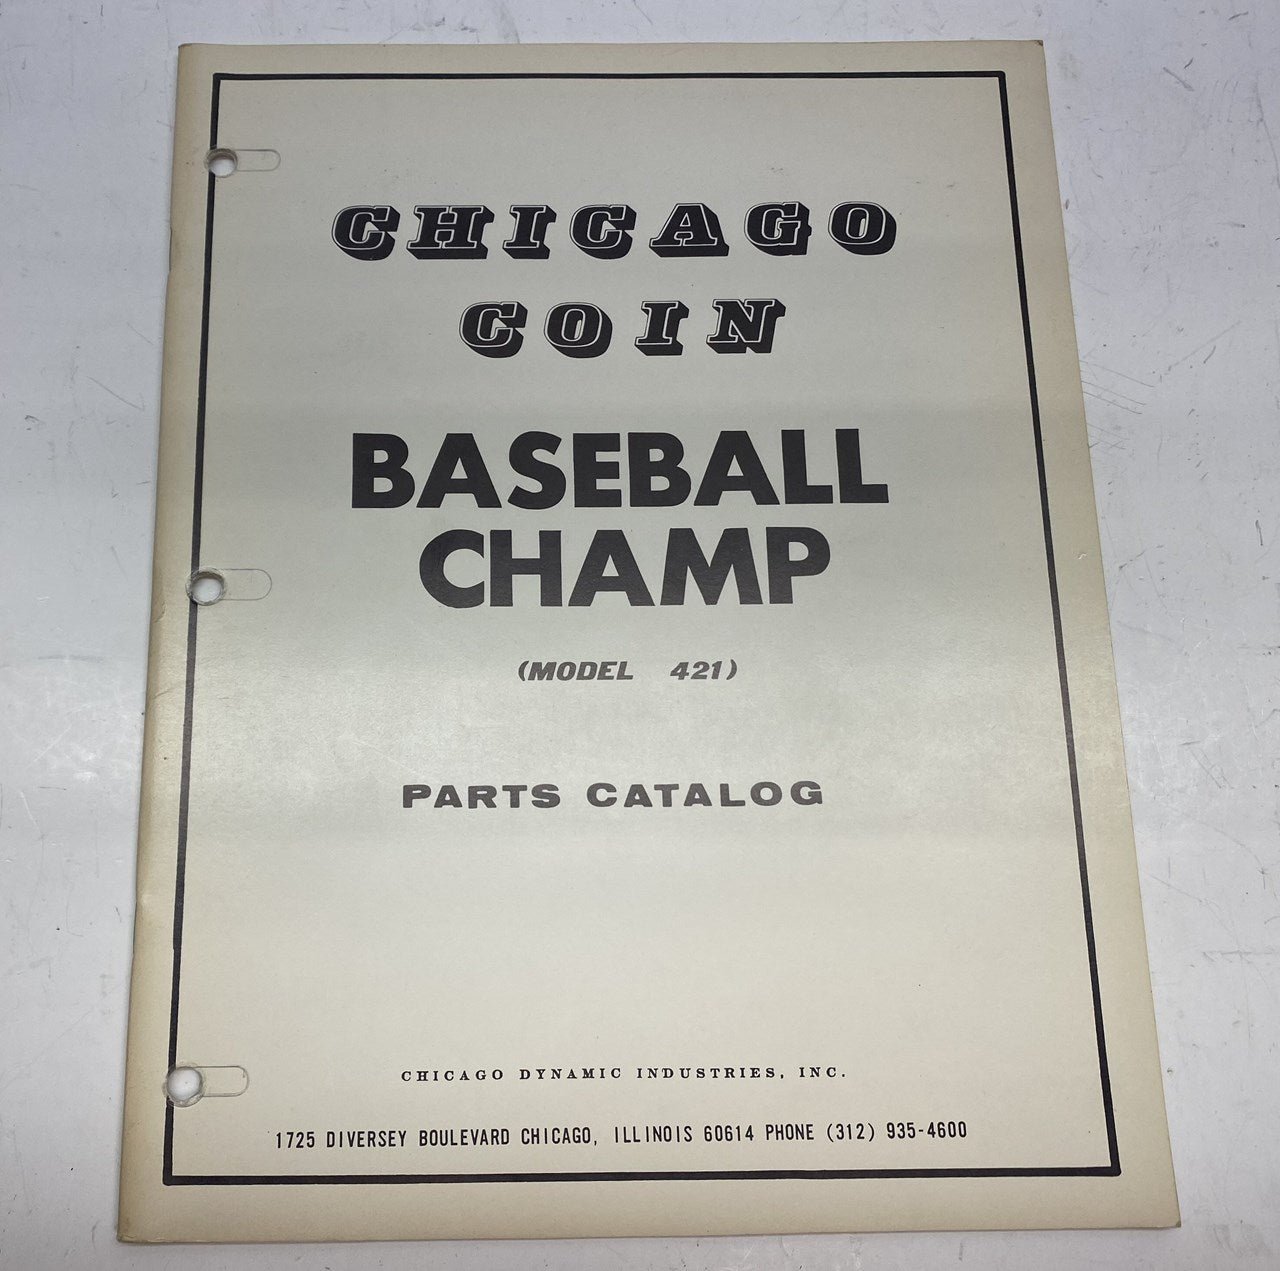 CHICAGO
COIN
BASEBALL
CHAMP
(MODEL 421)
PARTS CATALOG
CHICAGO DYNAMIC INDUSTRIES, INC.
1725 DIVERSEY BOULEVARD CHICAGO, ILLINOIS 60614 PHONE (312) 935-4600